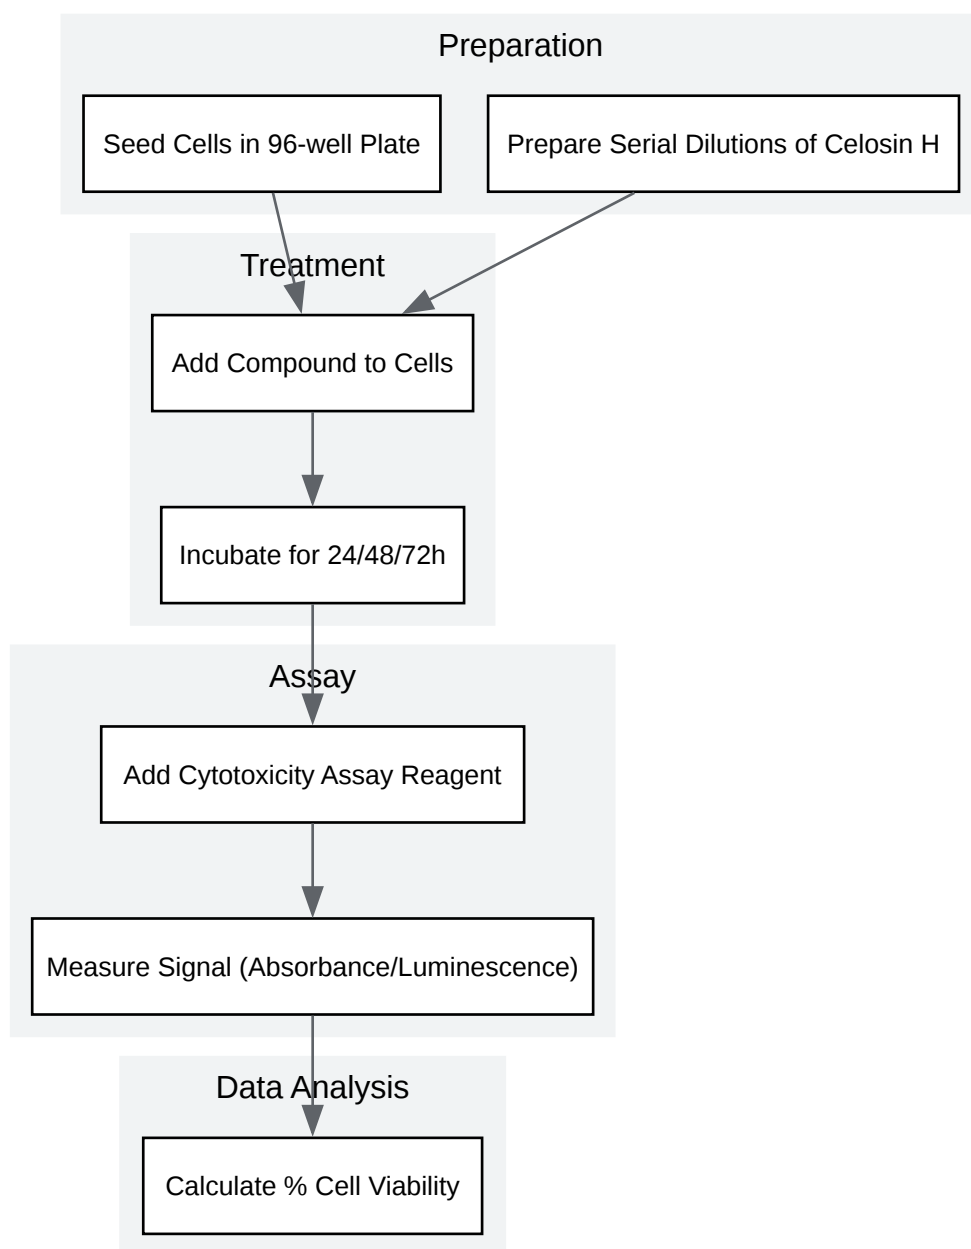 Preparation
Seed Cells in 96-well Plate
Prepare Serial Dilutions of Celosin H
Treatment
Add Compound to Cells
Incubate for 24/48/72h
Assay
Add Cytotoxicity Assay Reagent
Measure Signal (Absorbance/Luminescence)
Data Analysis
Calculate % Cell Viability